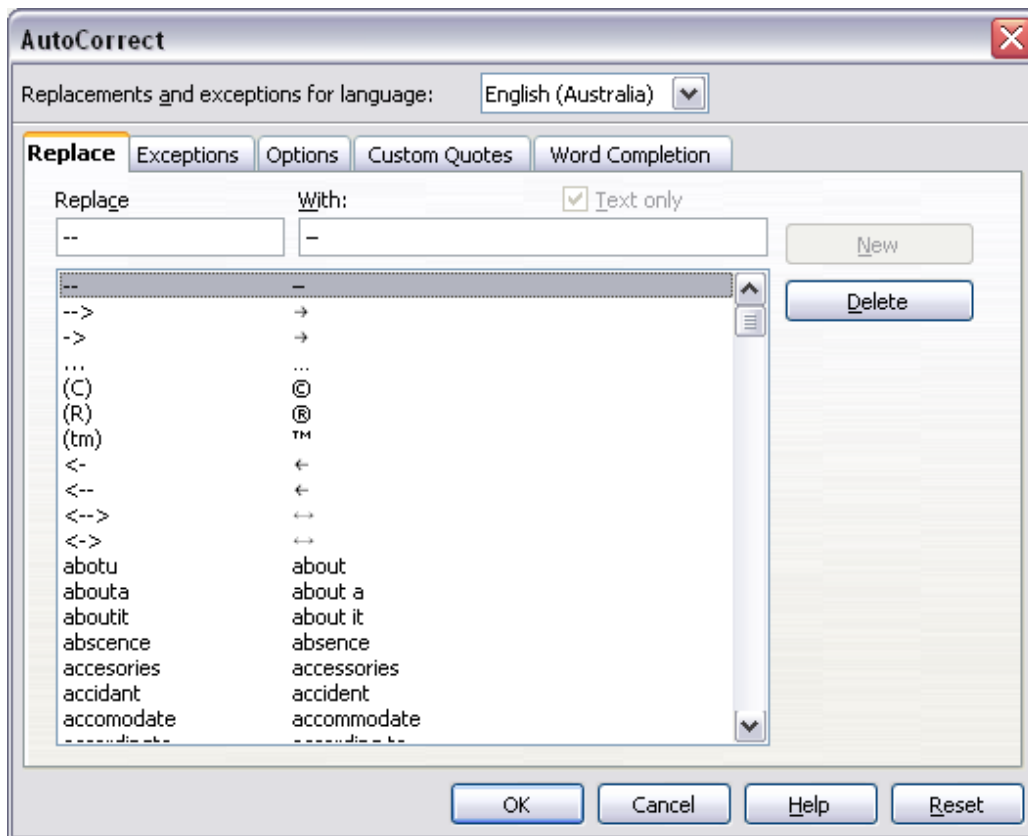 AutoCorrect
Replacements and exceptions for language: English (Australia)
Replace Exceptions Options Custom Quotes Word Completion
Replace With: Text only
-- – New
-- –
Delete
--> →
-> →
... …
(C) ©
(R) ®
(tm) ™
<- ←
<-- ←
<--> ↔
<-> ↔
abotu about
abouta about a
aboutit about it
abscence absence
accesories accessories
accidant accident
accomodate accommodate
OK Cancel Help Reset